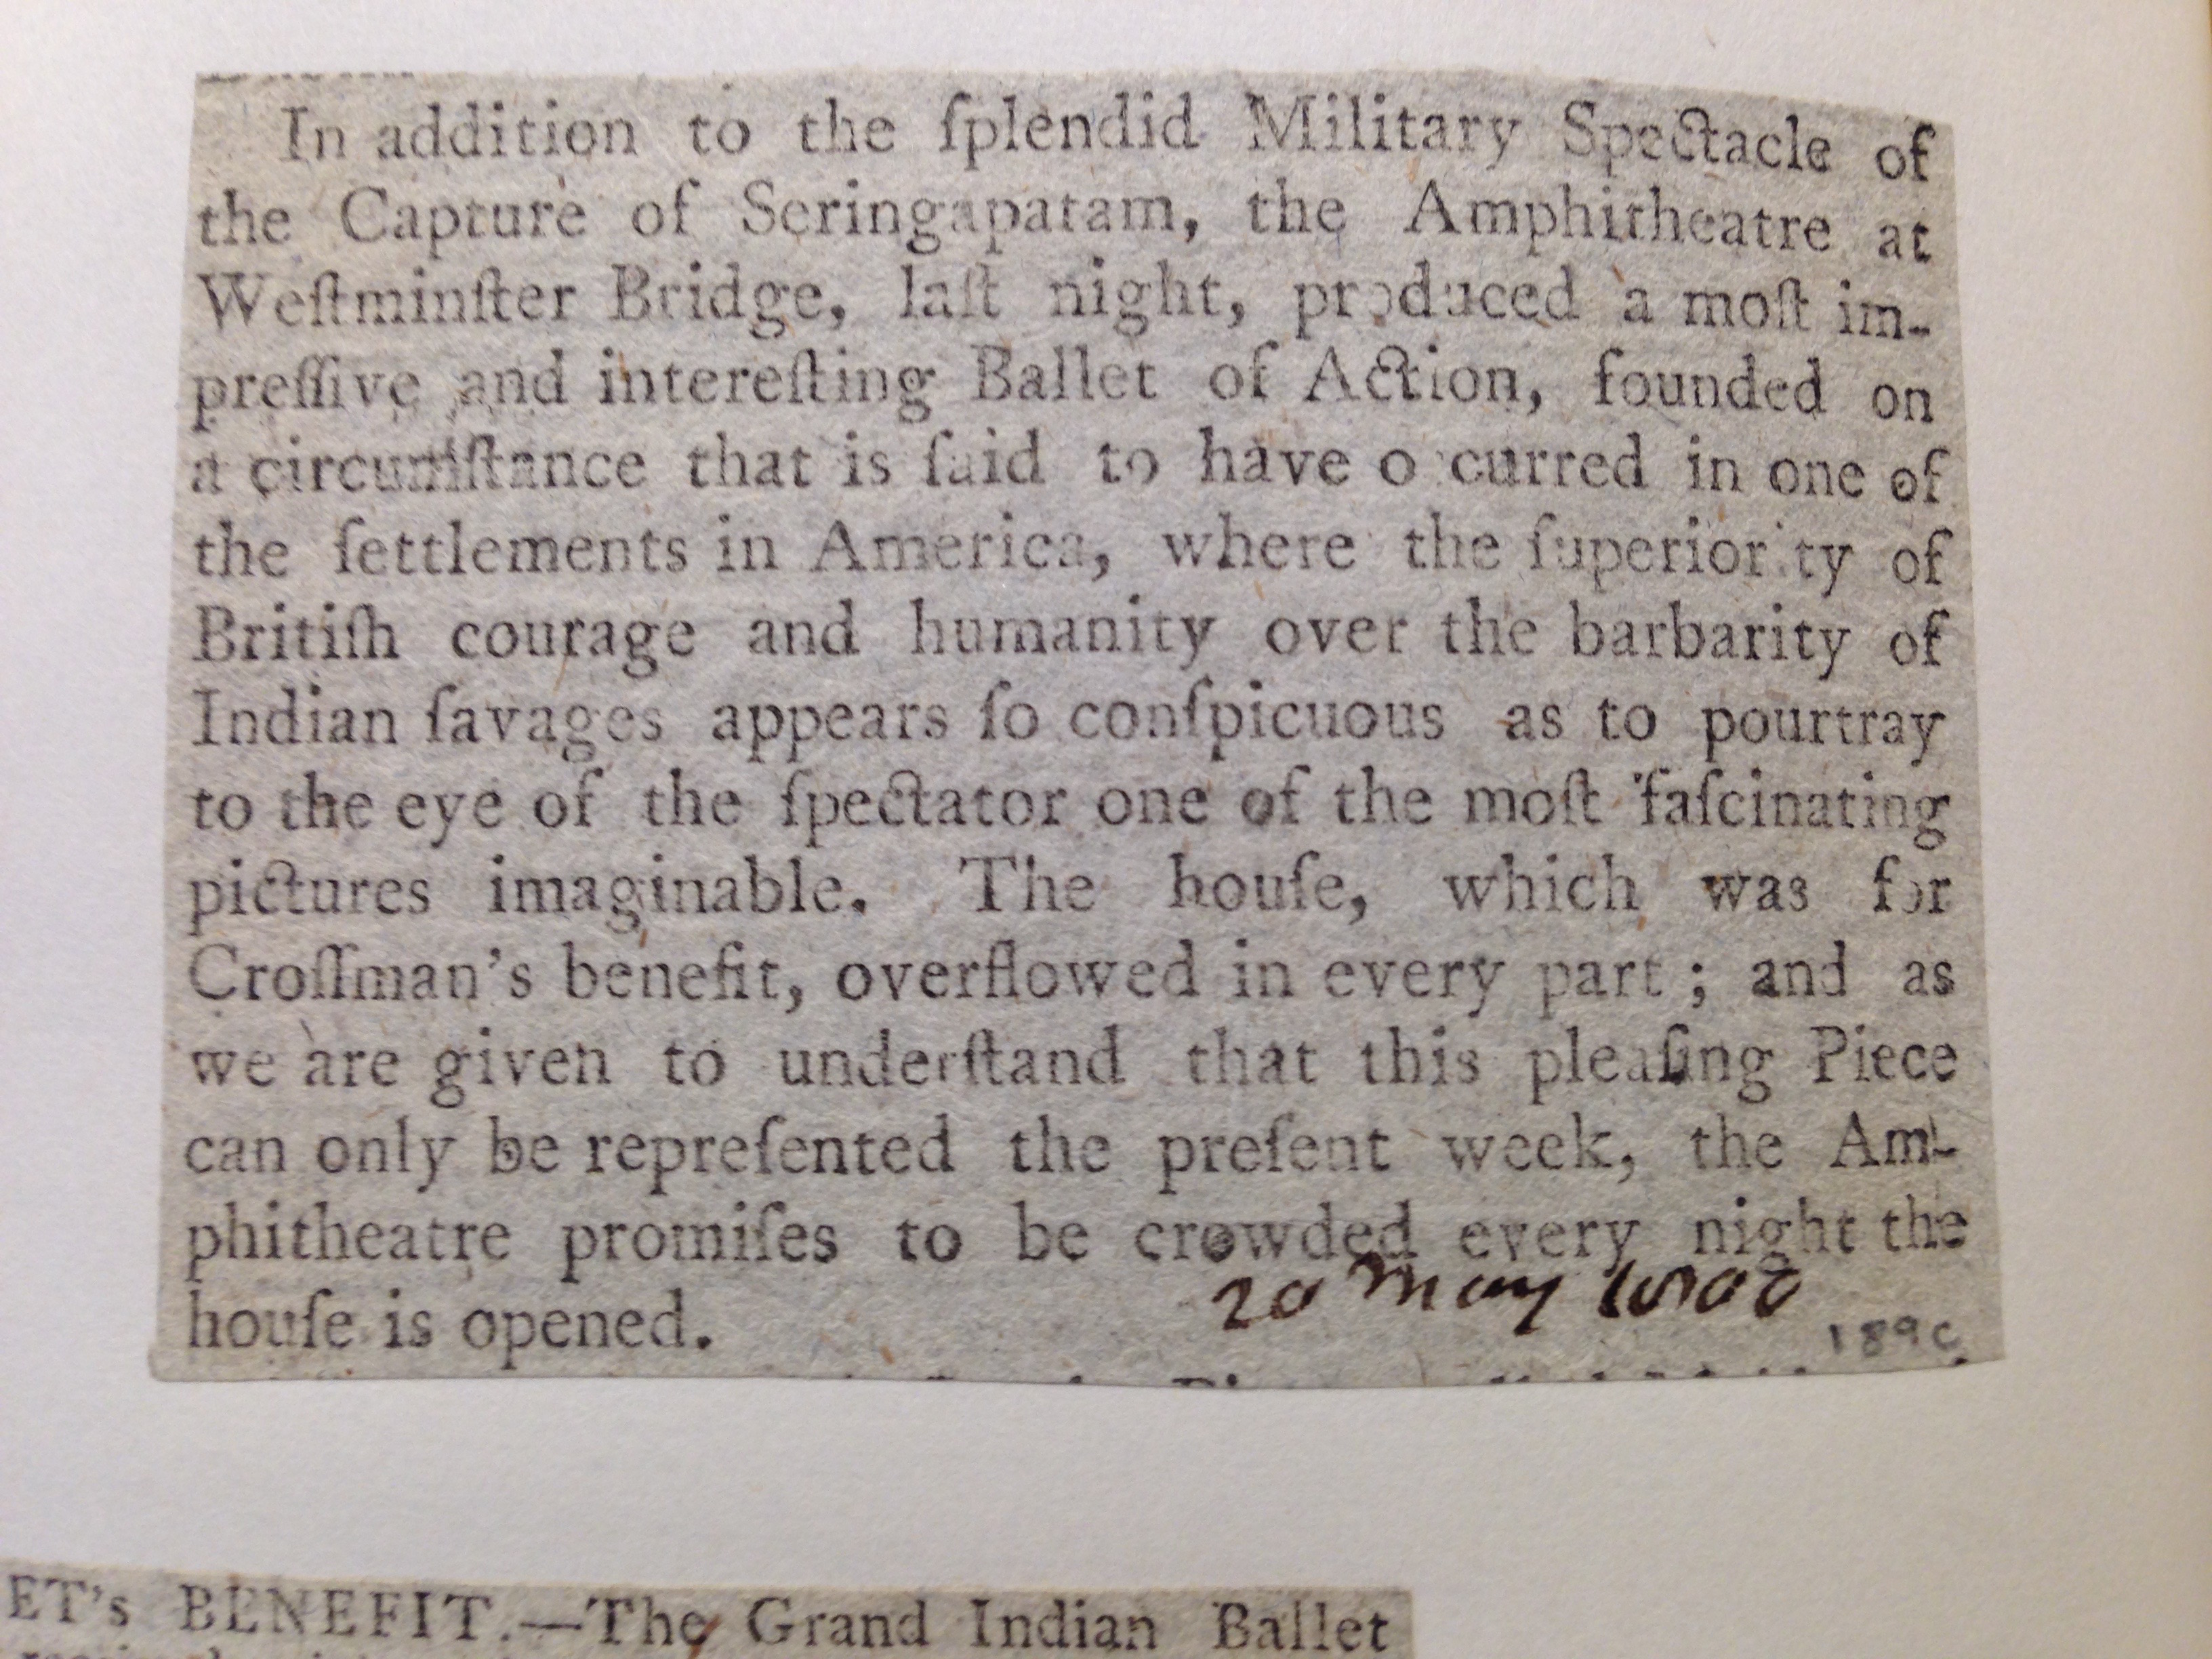 In addition to the ſplendid Military Spectacle of
the Capture of Seringapatam, the Amphitheatre at
Weſtminſter Bridge, laſt night, produced a moſt im-
preſſive and intereſting Ballet of Action, founded on
a circumſtance that is ſaid to have o curred in one of
the ſettlements in America, where the ſuperior ty of
Britiſh courage and humanity over the barbarity of
Indian ſavages appears ſo conſpicuous as to pourtray
to the eye of the ſpectator one of the moſt faſcinating
pictures imaginable. The houſe, which was for
Croſſman's benefit, overflowed in every part ; and as
we are given to underſtand that this pleaſing Piece
can only be repreſented the preſent week, the Am-
phitheatre promiſes to be crowded every night the
houſe is opened.
20 May 1800
189c
ET's BENEFIT.—The Grand Indian Ballet